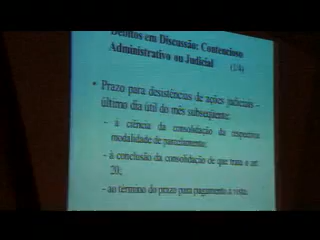 Débitos em Discussão: Contencioso
Administrativo ou Judicial (1/4)
• Prazo para desistências de ações judiciais –
último dia útil do mês subseqüente:
- à ciência da consolidação da respectiva
modalidade de parcelamento;
- à conclusão da consolidação de que trata o art.
20;
- ao término do prazo para pagamento à vista.